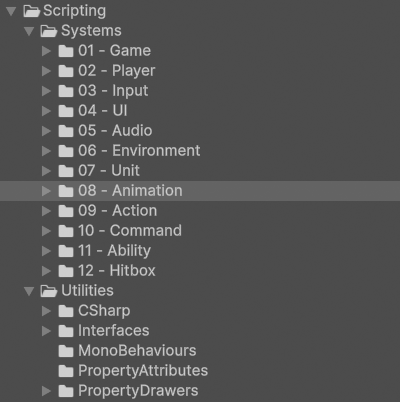 Scripting
Systems
01 - Game
02 - Player
03 - Input
04 - UI
05 - Audio
06 - Environment
07 - Unit
08 - Animation
09 - Action
10 - Command
11 - Ability
12 - Hitbox
Utilities
CSharp
Interfaces
MonoBehaviours
PropertyAttributes
PropertyDrawers